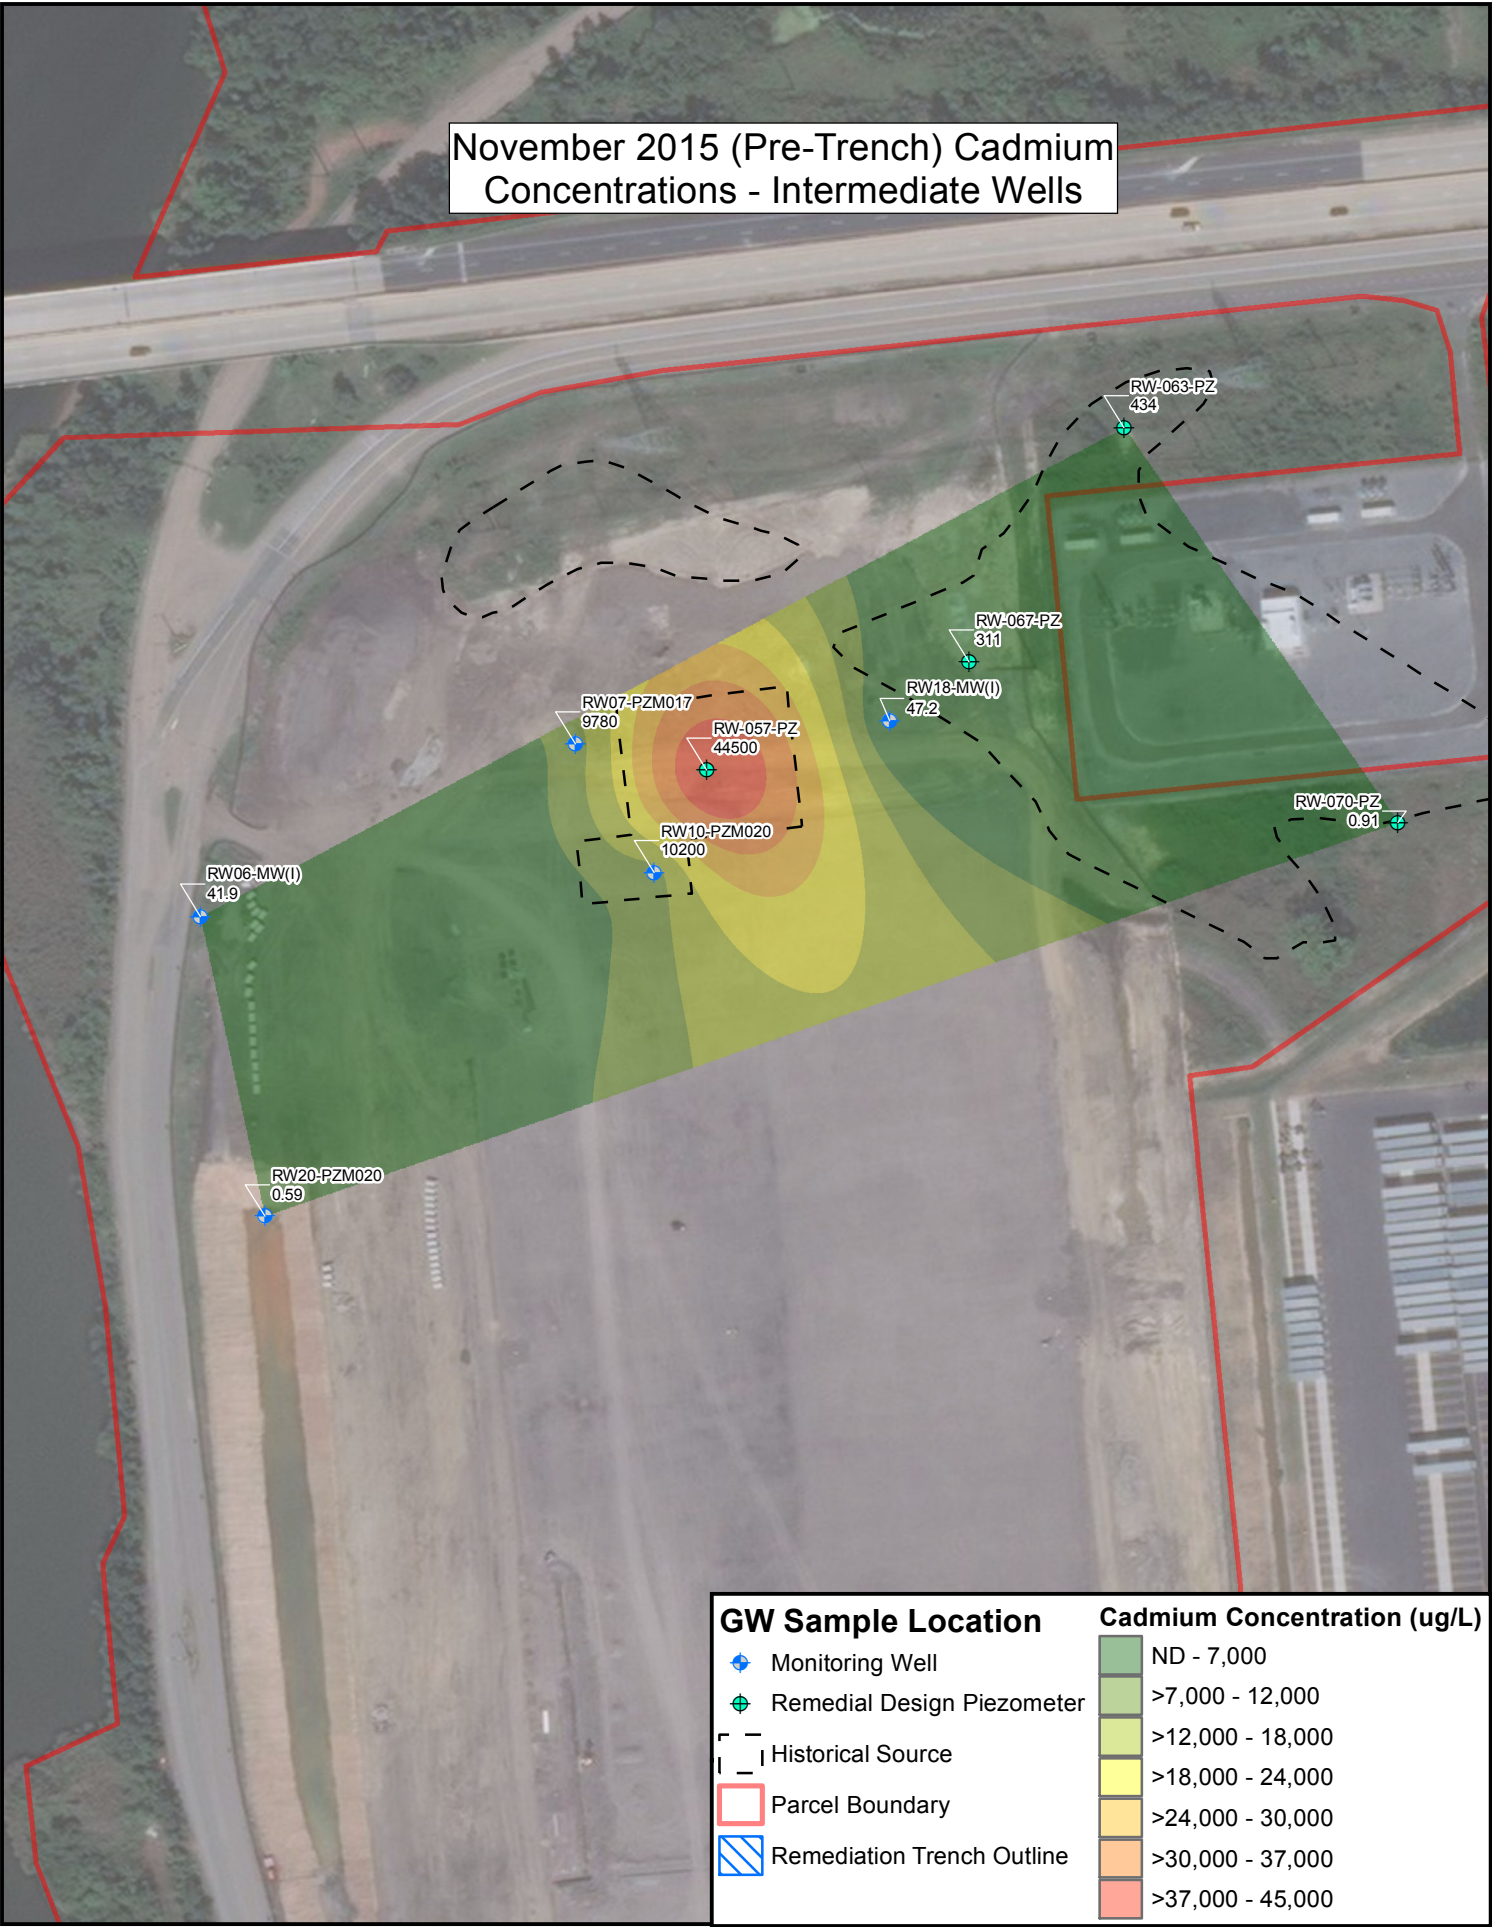 November 2015 (Pre-Trench) Cadmium
Concentrations - Intermediate Wells
RW-063-PZ
434
RW-067-PZ
311
RW18-MW(I)
47.2
RW07-PZM017
9780
RW-057-PZ
44500
RW-070-PZ
0.91
RW10-PZM020
10200
RW06-MW(I)
41.9
RW20-PZM020
0.59
GW Sample Location
Monitoring Well
Remedial Design Piezometer
Historical Source
Parcel Boundary
Remediation Trench Outline
Cadmium Concentration (ug/L)
ND - 7,000
>7,000 - 12,000
>12,000 - 18,000
>18,000 - 24,000
>24,000 - 30,000
>30,000 - 37,000
>37,000 - 45,000